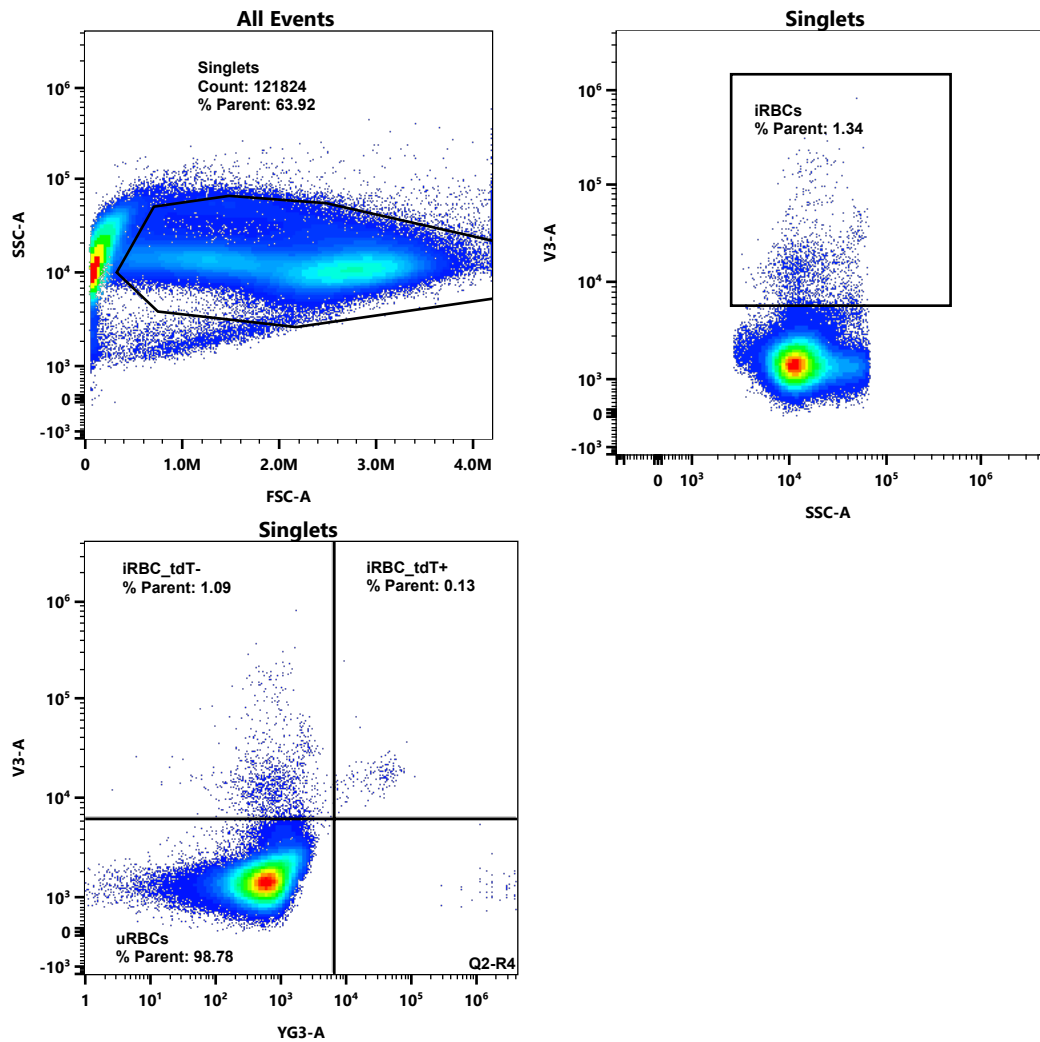 All Events
Singlets
Count: 121824
% Parent: 63.92
10⁶
10⁵
10⁴
10³
0
-10³
SSC-A
0
1.0M
2.0M
3.0M
4.0M
FSC-A
Singlets
iRBCs
% Parent: 1.34
10⁶
10⁵
10⁴
10³
0
-10³
V3-A
0
10³
10⁴
10⁵
10⁶
SSC-A
Singlets
iRBC_tdT-
% Parent: 1.09
iRBC_tdT+
% Parent: 0.13
10⁶
10⁵
10⁴
10³
0
-10³
V3-A
uRBCs
% Parent: 98.78
Q2-R4
1
10¹
10²
10³
10⁴
10⁵
10⁶
YG3-A